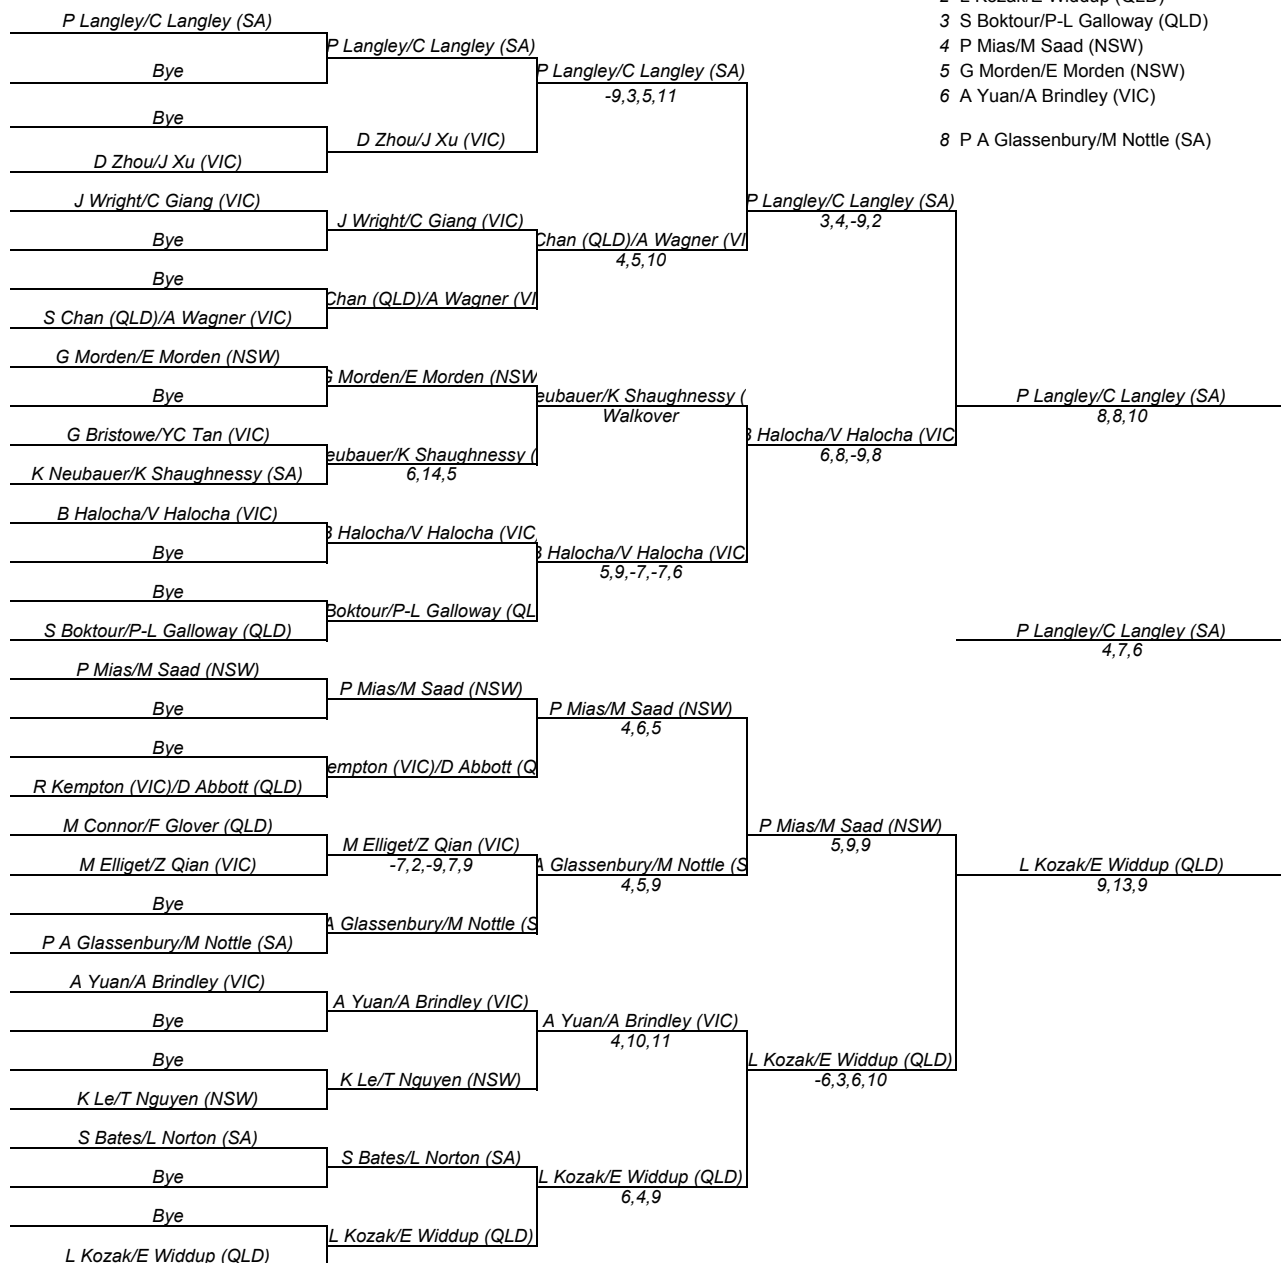 2 L Kozak/E Widdup (QLD)
3 S Boktour/P-L Galloway (QLD)
4 P Mias/M Saad (NSW)
5 G Morden/E Morden (NSW)
6 A Yuan/A Brindley (VIC)
8 P A Glassenbury/M Nottle (SA)
P Langley/C Langley (SA)
Bye
Bye
D Zhou/J Xu (VIC)
J Wright/C Giang (VIC)
Bye
Bye
S Chan (QLD)/A Wagner (VIC)
G Morden/E Morden (NSW)
Bye
G Bristowe/YC Tan (VIC)
K Neubauer/K Shaughnessy (SA)
B Halocha/V Halocha (VIC)
Bye
Bye
S Boktour/P-L Galloway (QLD)
P Mias/M Saad (NSW)
Bye
Bye
R Kempton (VIC)/D Abbott (QLD)
M Connor/F Glover (QLD)
M Elliget/Z Qian (VIC)
Bye
P A Glassenbury/M Nottle (SA)
A Yuan/A Brindley (VIC)
Bye
Bye
K Le/T Nguyen (NSW)
S Bates/L Norton (SA)
Bye
Bye
L Kozak/E Widdup (QLD)
P Langley/C Langley (SA)
D Zhou/J Xu (VIC)
J Wright/C Giang (VIC)
Chan (QLD)/A Wagner (VI
G Morden/E Morden (NSW
eubauer/K Shaughnessy (
6,14,5
B Halocha/V Halocha (VIC
Boktour/P-L Galloway (QL
P Mias/M Saad (NSW)
empton (VIC)/D Abbott (Q
M Elliget/Z Qian (VIC)
-7,2,-9,7,9
A Glassenbury/M Nottle (S
A Yuan/A Brindley (VIC)
K Le/T Nguyen (NSW)
S Bates/L Norton (SA)
L Kozak/E Widdup (QLD)
P Langley/C Langley (SA)
-9,3,5,11
Chan (QLD)/A Wagner (VI
4,5,10
eubauer/K Shaughnessy (
Walkover
B Halocha/V Halocha (VIC
5,9,-7,-7,6
P Mias/M Saad (NSW)
4,6,5
A Glassenbury/M Nottle (S
4,5,9
A Yuan/A Brindley (VIC)
4,10,11
L Kozak/E Widdup (QLD)
6,4,9
P Langley/C Langley (SA)
3,4,-9,2
B Halocha/V Halocha (VIC
6,8,-9,8
P Mias/M Saad (NSW)
5,9,9
L Kozak/E Widdup (QLD)
-6,3,6,10
P Langley/C Langley (SA)
8,8,10
P Langley/C Langley (SA)
4,7,6
L Kozak/E Widdup (QLD)
9,13,9